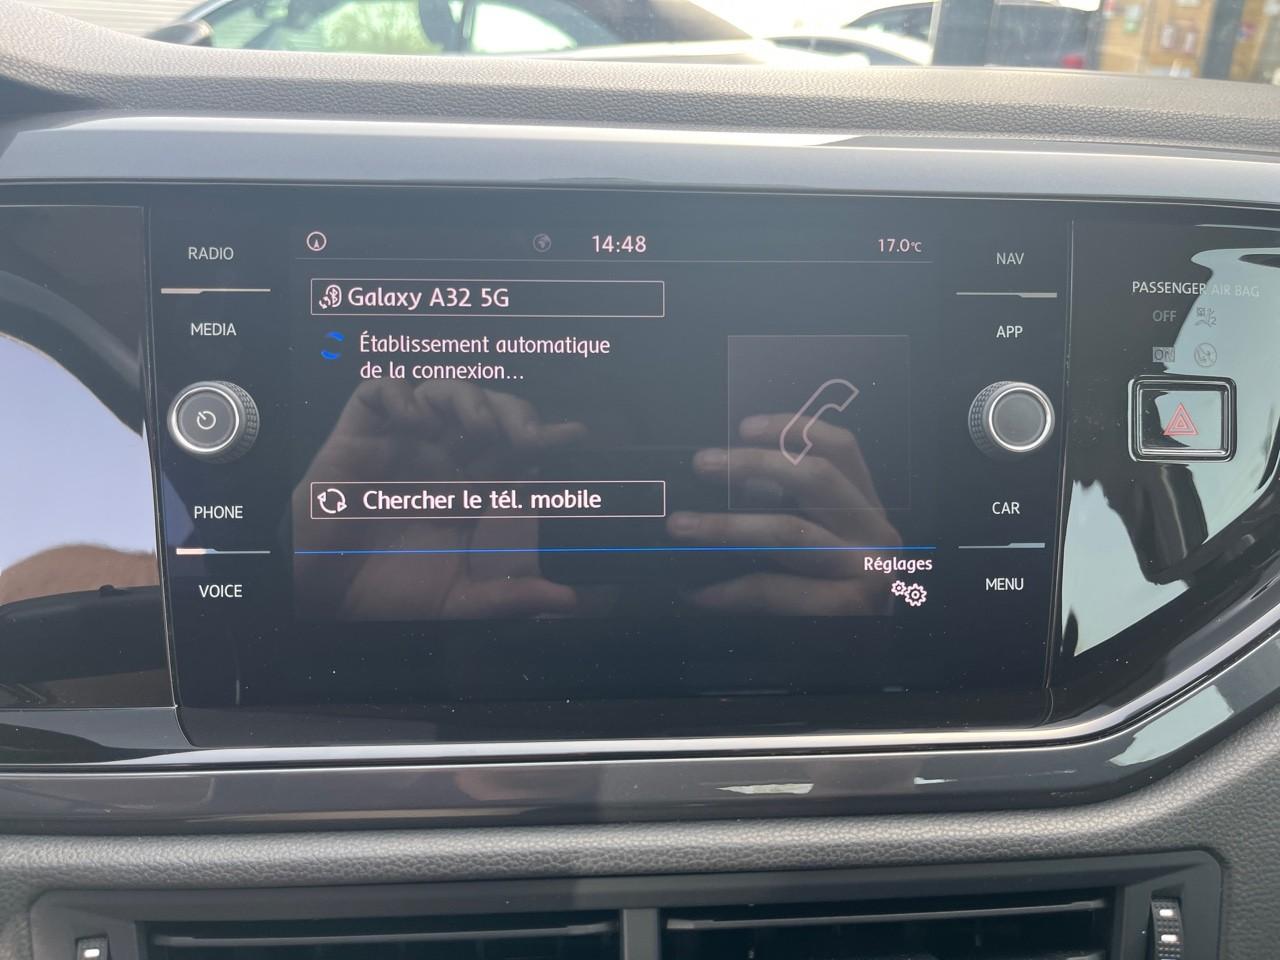 RADIO
MEDIA
PHONE
VOICE
14:48
17.0°C
Galaxy A32 5G
Établissement automatique
de la connexion...
Chercher le tél. mobile
Réglages
NAV
APP
CAR
MENU
PASSENGER AIR BAG
OFF
ON